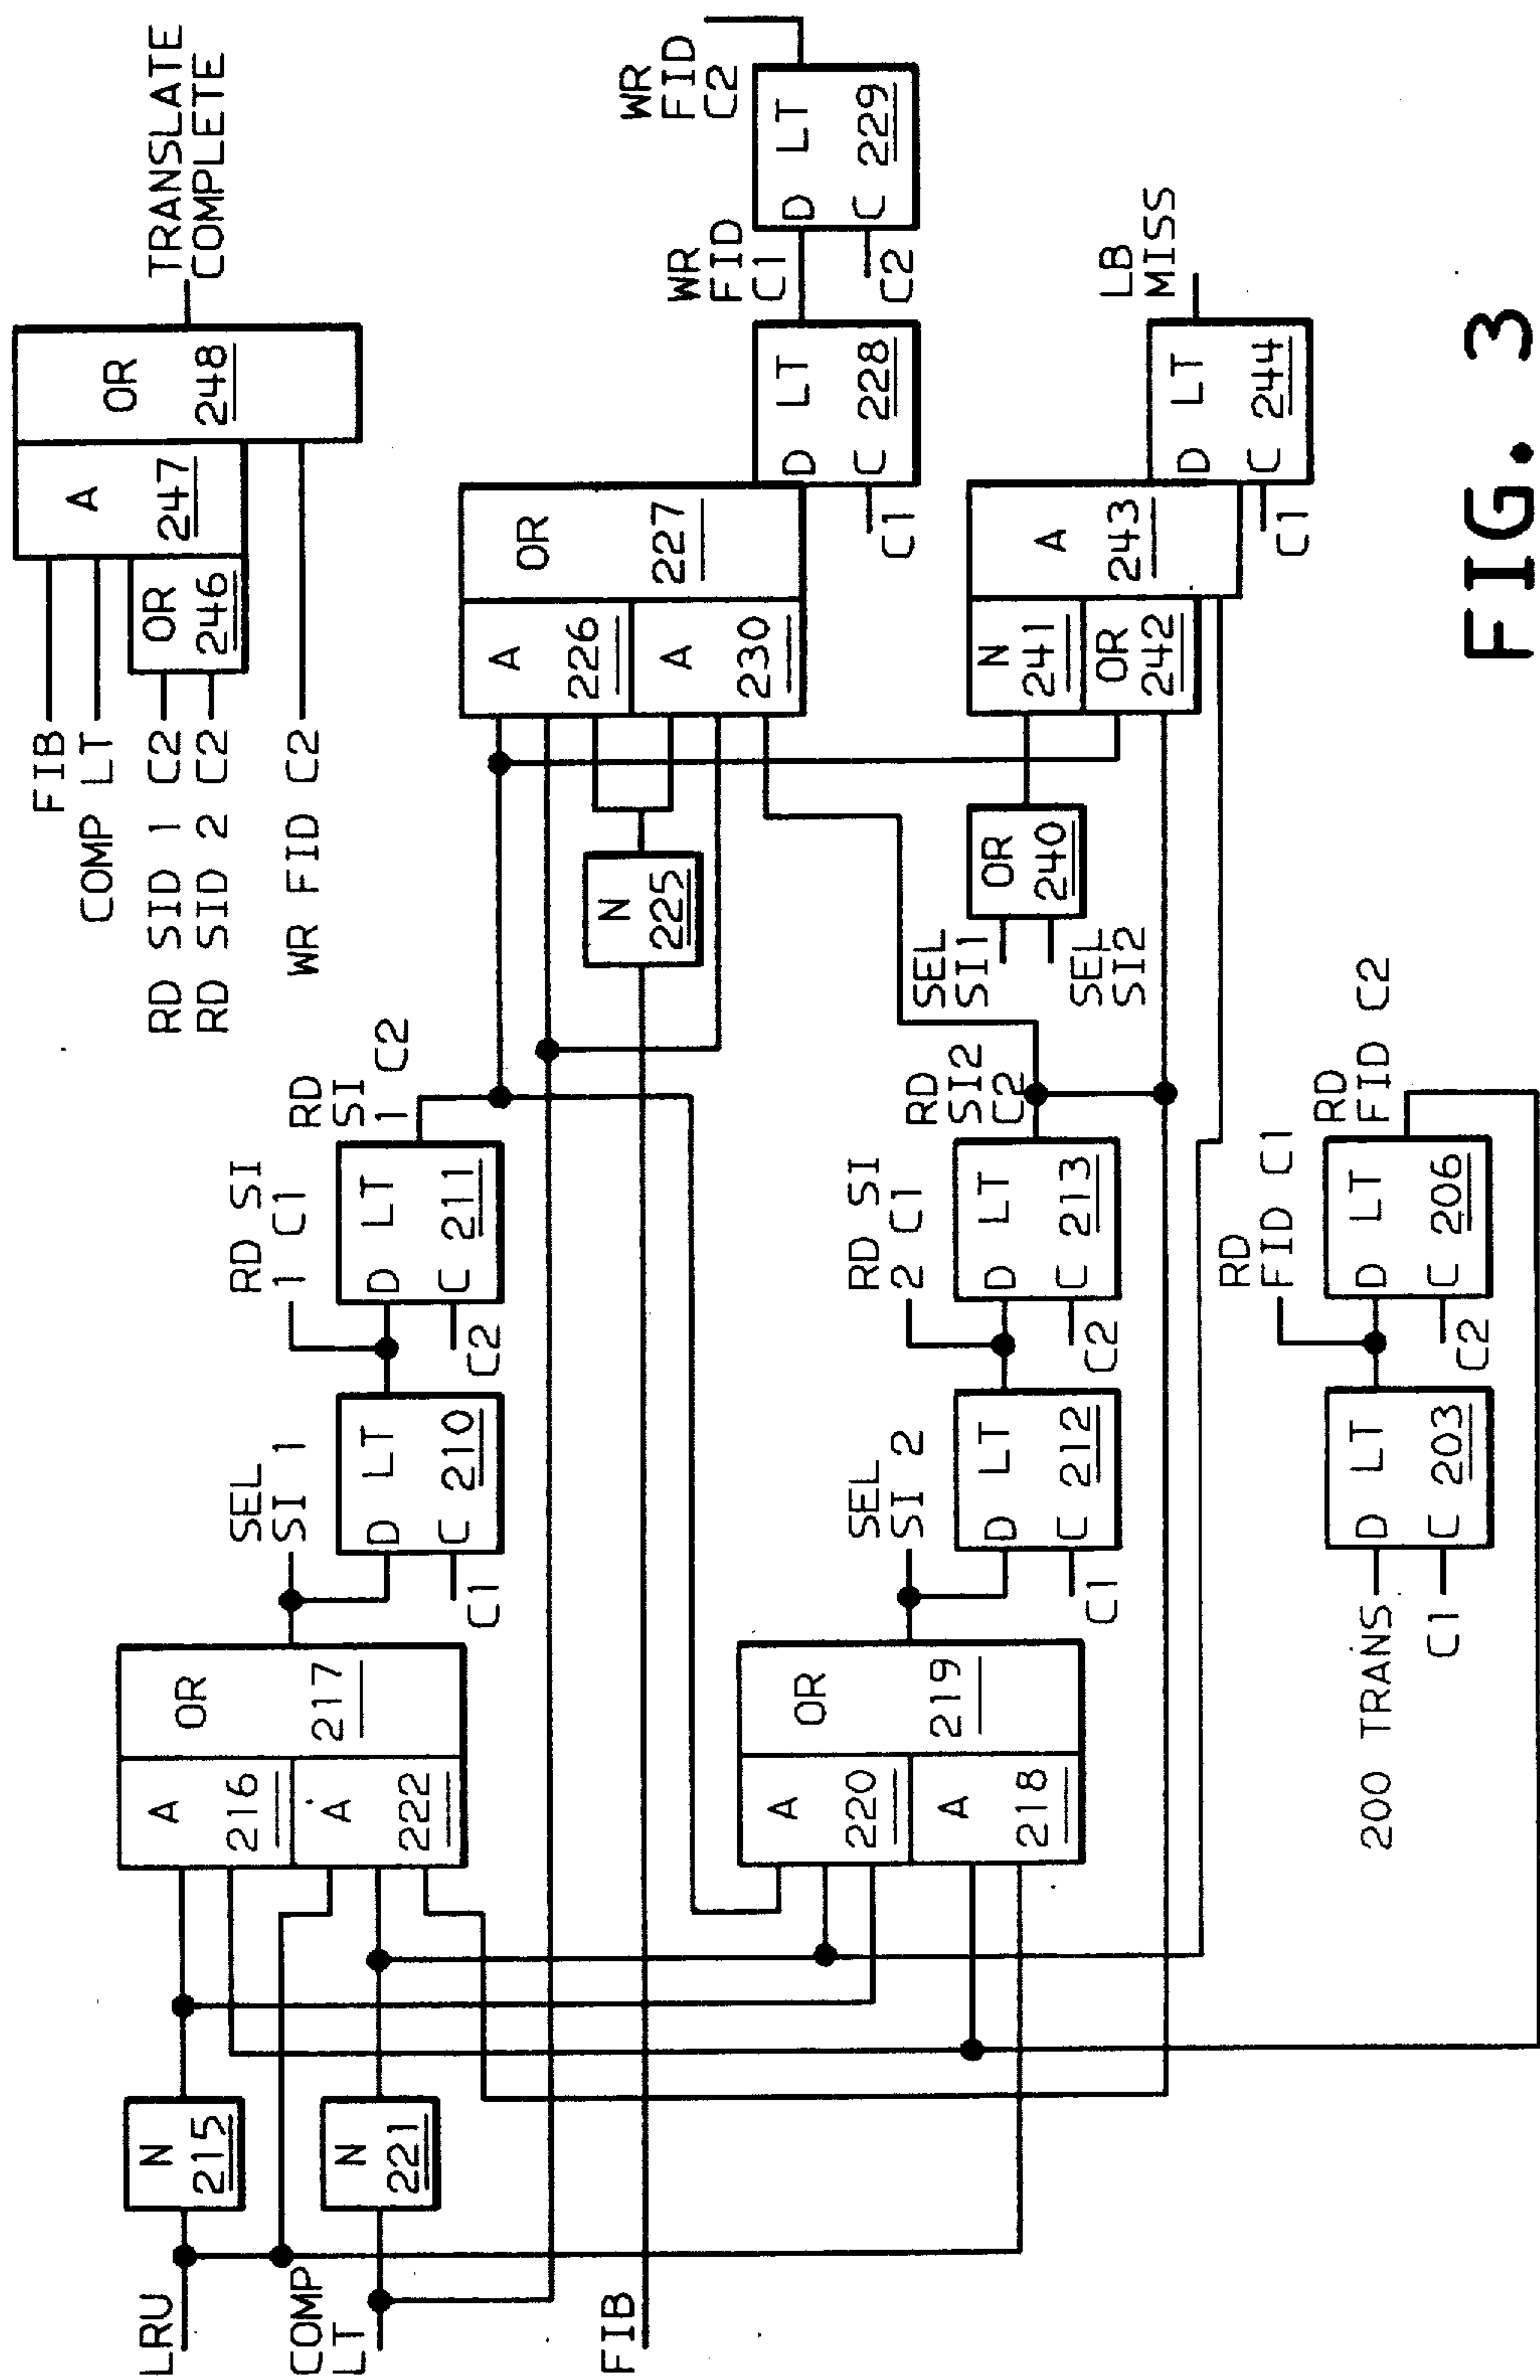 FIB
COMP LT
RD SID 1 C2
RD SID 2 C2
WR FID C2
OR
246
A
247
OR
248
TRANSLATE
COMPLETE
LRU
N
215
COMP
LT
N
221
FIB
A
216
A
222
OR
217
SEL
SI 1
D LT
C 210
C1
RD SI
1 C1
D LT
C 211
C2
RD
SI
1 C2
N
225
A
226
A
230
OR
227
D LT
C 228
C1
WR
FID
C1
D LT
C 229
C2
WR
FID
C2
A
220
A
218
OR
219
SEL
SI 2
D LT
C 212
C1
RD SI
2 C1
D LT
C 213
C2
RD
SI2
C2
SEL
SI1
SEL
SI2
OR
240
N
241
OR
242
A
243
D LT
C 244
C1
LB
MISS
200 TRANS
C1
D LT
C 203
RD
FID C1
D LT
C 206
C2
RD
FID C2
FIG. 3